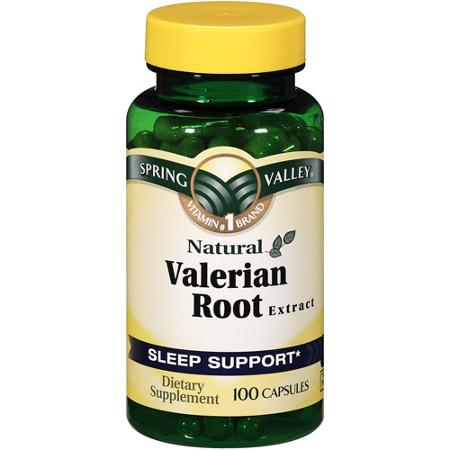 SPRING VALLEY®
VITAMIN #1 BRAND
Natural
Valerian
Root Extract
SLEEP SUPPORT*
Dietary
Supplement
100 CAPSULES